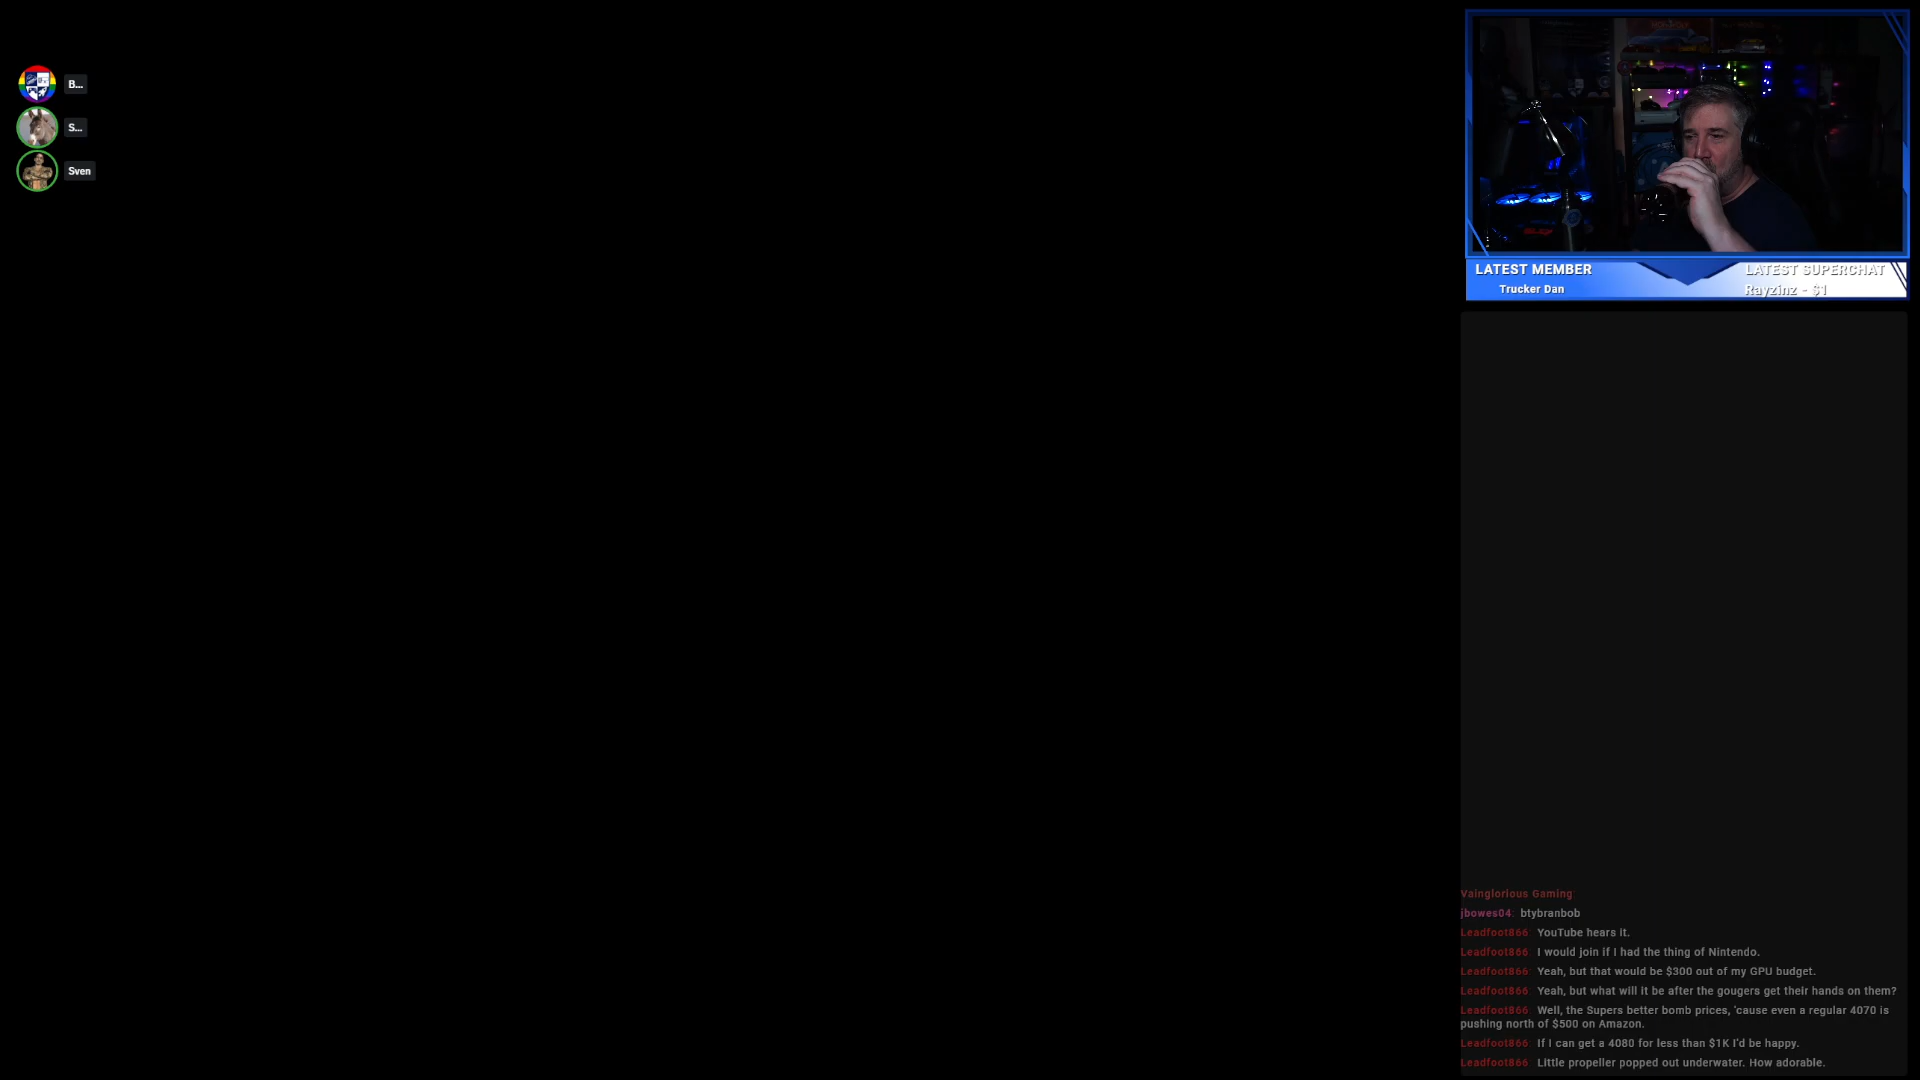 B...
S...
Sven
LATEST MEMBER
Trucker Dan
LATEST SUPERCHAT
Rayzinz - $1
Vainglorious Gaming
jbowes04: btybranbob
Leadfoot866: YouTube hears it.
Leadfoot866: I would join if I had the thing of Nintendo.
Leadfoot866: Yeah, but that would be $300 out of my GPU budget.
Leadfoot866: Yeah, but what will it be after the gougers get their hands on them?
Leadfoot866: Well, the Supers better bomb prices, 'cause even a regular 4070 is
pushing north of $500 on Amazon.
Leadfoot866: If I can get a 4080 for less than $1K I'd be happy.
Leadfoot866: Little propeller popped out underwater. How adorable.